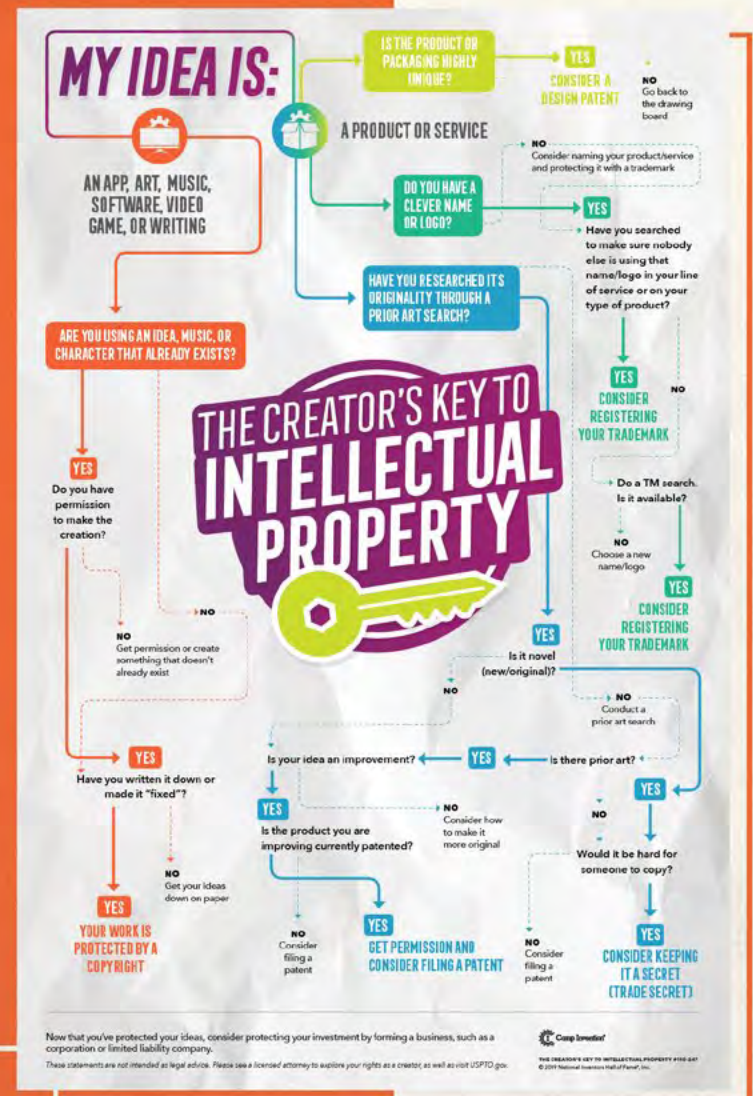 MY IDEA IS:
IS THE PRODUCT OR
PACKAGING HIGHLY
UNIQUE?
YES
CONSIDER A
DESIGN PATENT
NO
Go back to
the drawing
board
A PRODUCT OR SERVICE
AN APP, ART, MUSIC,
SOFTWARE, VIDEO
GAME, OR WRITING
DO YOU HAVE A
CLEVER NAME
OR LOGO?
NO
Consider naming your product/service
and protecting it with a trademark
YES
Have you searched
to make sure nobody
else is using that
name/logo in your line
of service or on your
type of product?
HAVE YOU RESEARCHED ITS
ORIGINALITY THROUGH A
PRIOR ART SEARCH?
ARE YOU USING AN IDEA, MUSIC, OR
CHARACTER THAT ALREADY EXISTS?
YES
CONSIDER
REGISTERING
YOUR TRADEMARK
NO
THE CREATOR'S KEY TO
INTELLECTUAL
PROPERTY
YES
Do you have
permission
to make the
creation?
Do a TM search.
Is it available?
NO
Choose a new
name/logo
YES
CONSIDER
REGISTERING
YOUR TRADEMARK
NO
NO
Get permission or create
something that doesn't
already exist
YES
Is it novel
(new/original)?
NO
NO
Conduct a
prior art search
YES
Have you written it down or
made it "fixed"?
Is your idea an improvement?
YES
Is there prior art?
YES
YES
Is the product you are
improving currently patented?
NO
Consider how
to make it
more original
NO
Would it be hard for
someone to copy?
NO
Get your ideas
down on paper
YES
YOUR WORK IS
PROTECTED BY A
COPYRIGHT
NO
Consider
filing a
patent
YES
GET PERMISSION AND
CONSIDER FILING A PATENT
NO
Consider
filing a
patent
YES
CONSIDER KEEPING
IT A SECRET
(TRADE SECRET)
Now that you've protected your ideas, consider protecting your investment by forming a business, such as a
corporation or limited liability company.
These statements are not intended as legal advice. Please see a licensed attorney to explore your rights as a creator, as well as visit USPTO.gov.
Camp Invention®
THE CREATOR'S KEY TO INTELLECTUAL PROPERTY
© 2019 National Inventors Hall of Fame®, Inc.